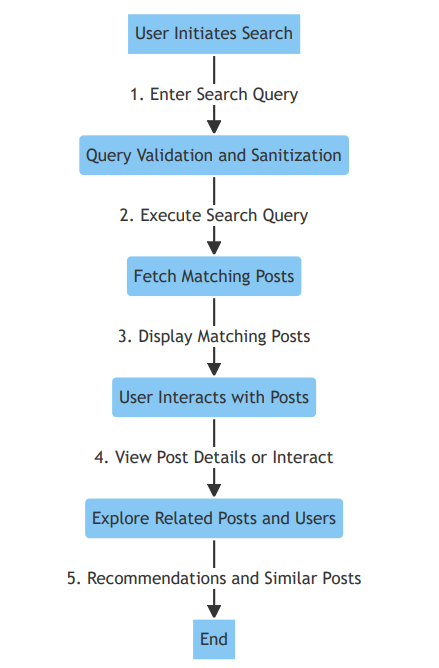 User Initiates Search
1. Enter Search Query
Query Validation and Sanitization
2. Execute Search Query
Fetch Matching Posts
3. Display Matching Posts
User Interacts with Posts
4. View Post Details or Interact
Explore Related Posts and Users
5. Recommendations and Similar Posts
End